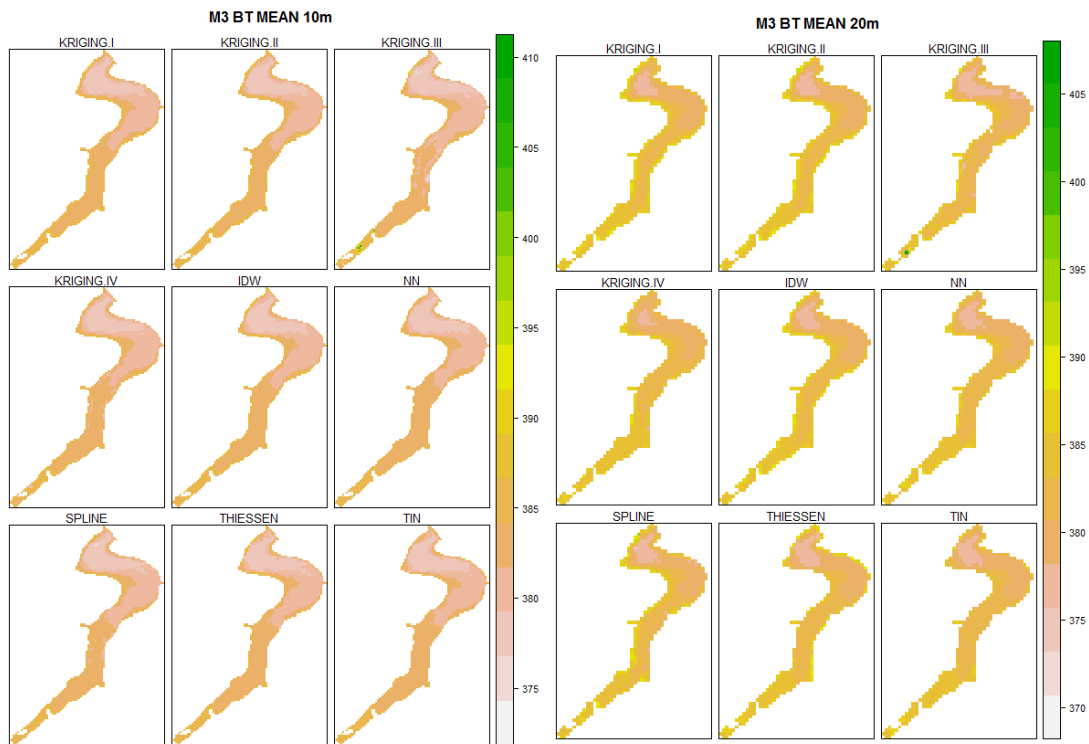 M3 BT MEAN 10m
KRIGING.I KRIGING.II KRIGING.III
KRIGING.IV IDW NN
SPLINE THIESSEN TIN
410
405
400
395
390
385
380
375
M3 BT MEAN 20m
KRIGING.I KRIGING.II KRIGING.III
KRIGING.IV IDW NN
SPLINE THIESSEN TIN
405
400
395
390
385
380
375
370